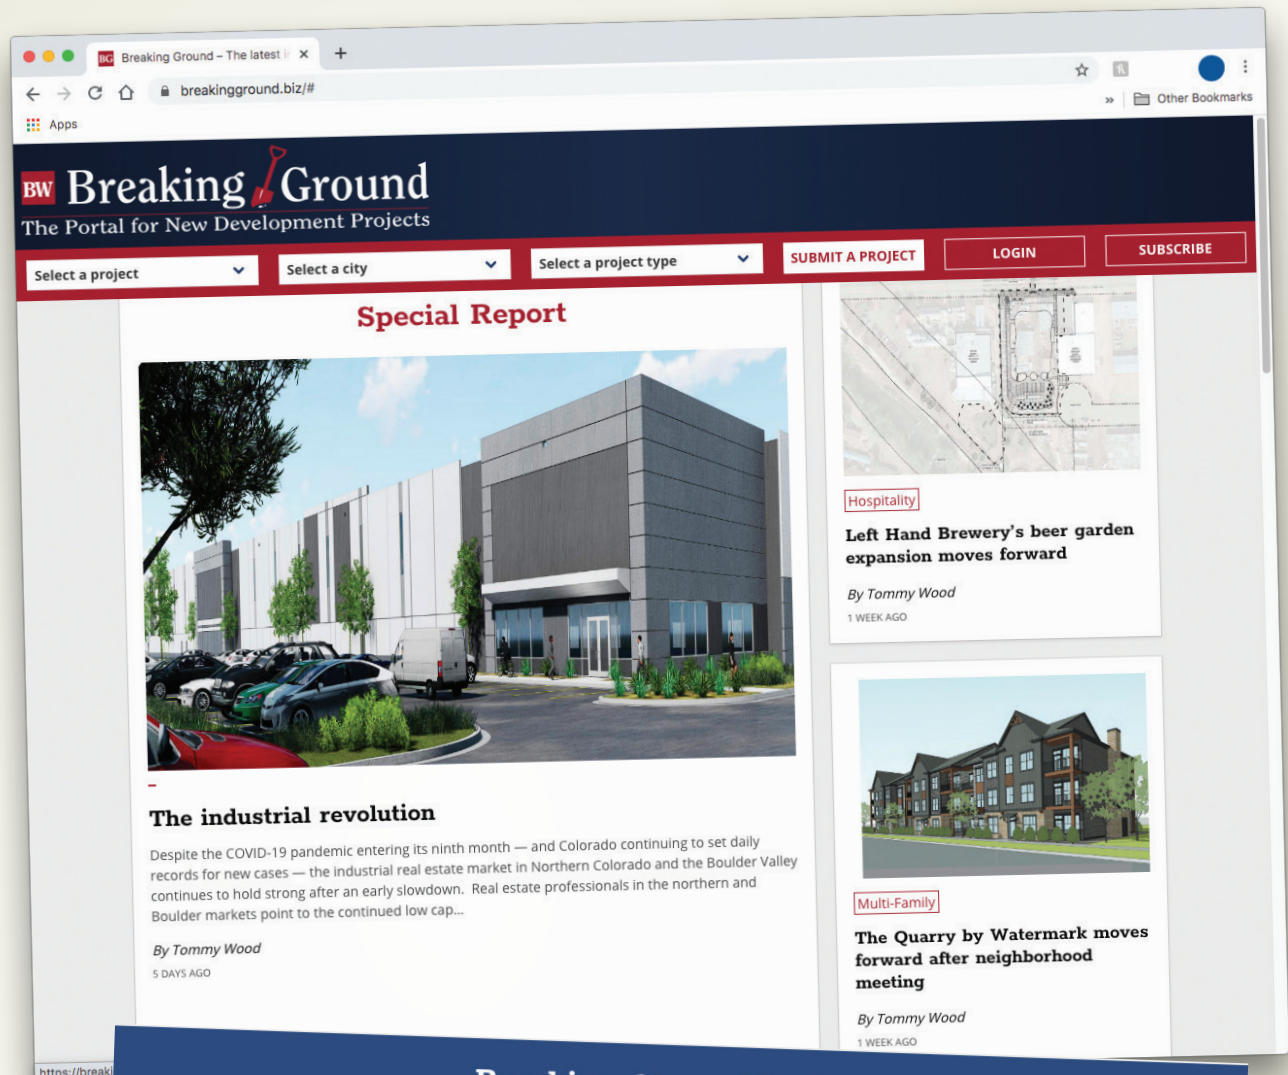 BG Breaking Ground – The latest i
breakingground.biz/#
Other Bookmarks
Apps
BW Breaking Ground
The Portal for New Development Projects
Select a project
Select a city
Select a project type
SUBMIT A PROJECT
LOGIN
SUBSCRIBE
Special Report
The industrial revolution
Despite the COVID-19 pandemic entering its ninth month — and Colorado continuing to set daily
records for new cases — the industrial real estate market in Northern Colorado and the Boulder Valley
continues to hold strong after an early slowdown. Real estate professionals in the northern and
Boulder markets point to the continued low cap...
By Tommy Wood
5 DAYS AGO
Hospitality
Left Hand Brewery's beer garden
expansion moves forward
By Tommy Wood
1 WEEK AGO
Multi-Family
The Quarry by Watermark moves
forward after neighborhood
meeting
By Tommy Wood
1 WEEK AGO
https://breaki